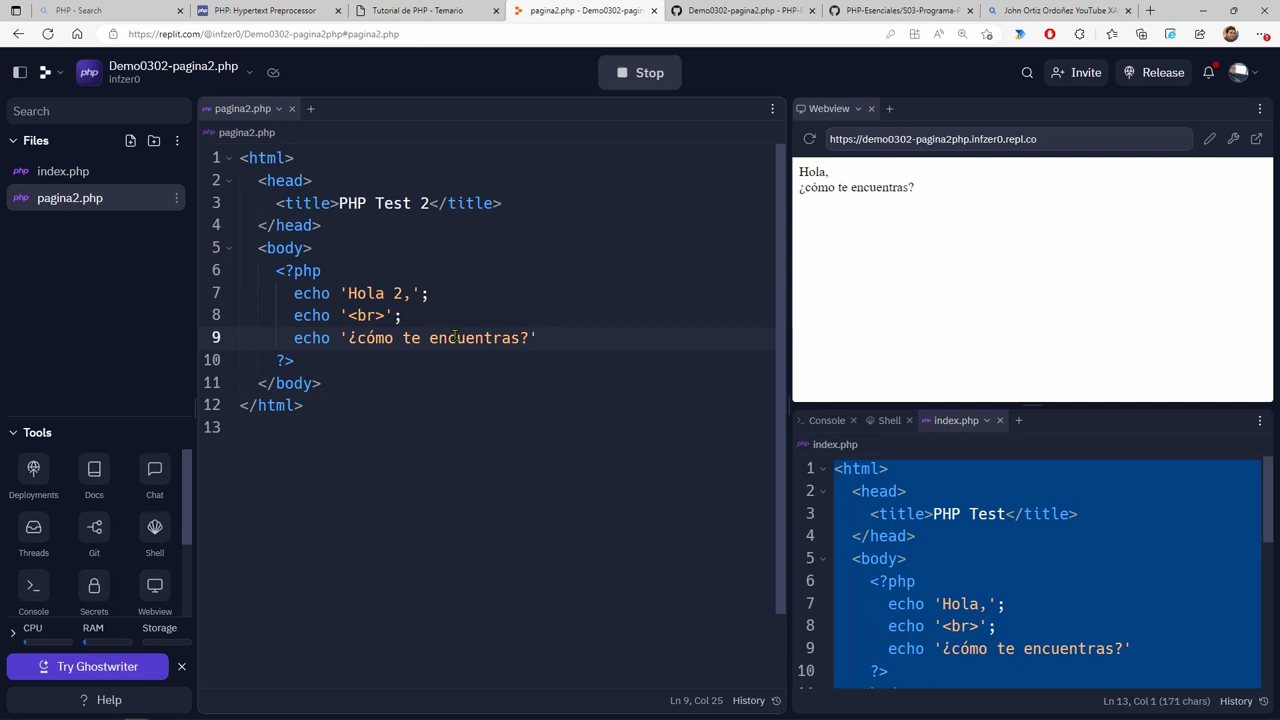 PHP - Search
PHP: Hypertext Preprocessor
Tutorial de PHP - Temario
pagina2.php - Demo0302-pagin
Demo0302-pagina2.php - PHP-E
PHP-Esenciales/S03-Programa-F
John Ortiz Ordoñez YouTube XA
https://replit.com/@infzer0/Demo0302-pagina2php#pagina2.php
php
Demo0302-pagina2.php
infzer0
Stop
Invite
Release
Search
Files
index.php
pagina2.php
pagina2.php
php pagina2.php
1 <html>
2 <head>
3 <title>PHP Test 2</title>
4 </head>
5 <body>
6 <?php
7 echo 'Hola 2,';
8 echo '<br>';
9 echo '¿cómo te encuentras?'
10 ?>
11 </body>
12 </html>
13
Webview
https://demo0302-pagina2php.infzer0.repl.co
Hola,
¿cómo te encuentras?
Console
Shell
index.php
php index.php
1 <html>
2 <head>
3 <title>PHP Test</title>
4 </head>
5 <body>
6 <?php
7 echo 'Hola,';
8 echo '<br>';
9 echo '¿cómo te encuentras?'
10 ?>
Tools
Deployments Docs Chat
Threads Git Shell
Console Secrets Webview
CPU RAM Storage
Try Ghostwriter
Help
Ln 9, Col 25 History
Ln 13, Col 1 (171 chars) History